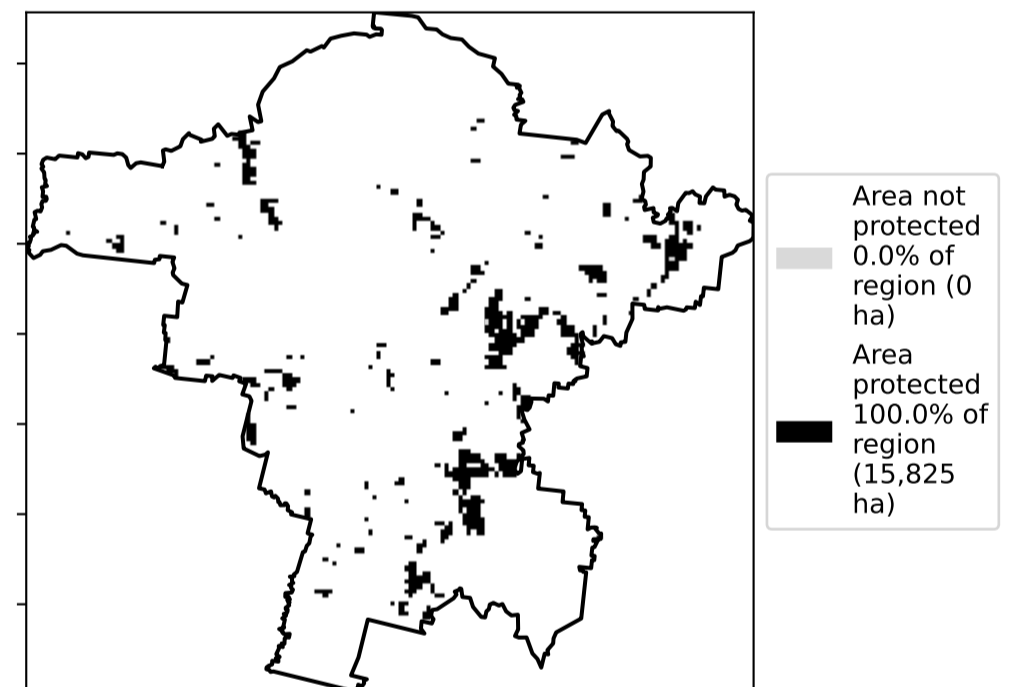 Area not
protected
0.0% of
region (0
ha)
Area
protected
100.0% of
region
(15,825
ha)